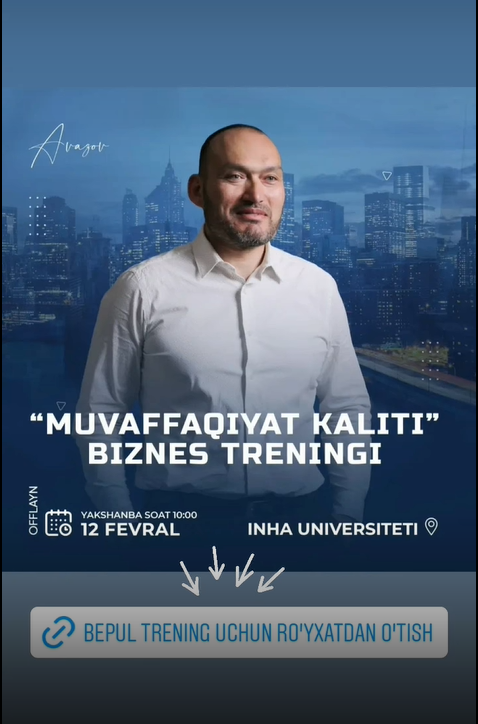 Avazov
“MUVAFFAQIYAT KALITI”
BIZNES TRENINGI
OFFLAYN
YAKSHANBA SOAT 10:00
12 FEVRAL
INHA UNIVERSITETI
BEPUL TRENING UCHUN RO'YXATDAN O'TISH